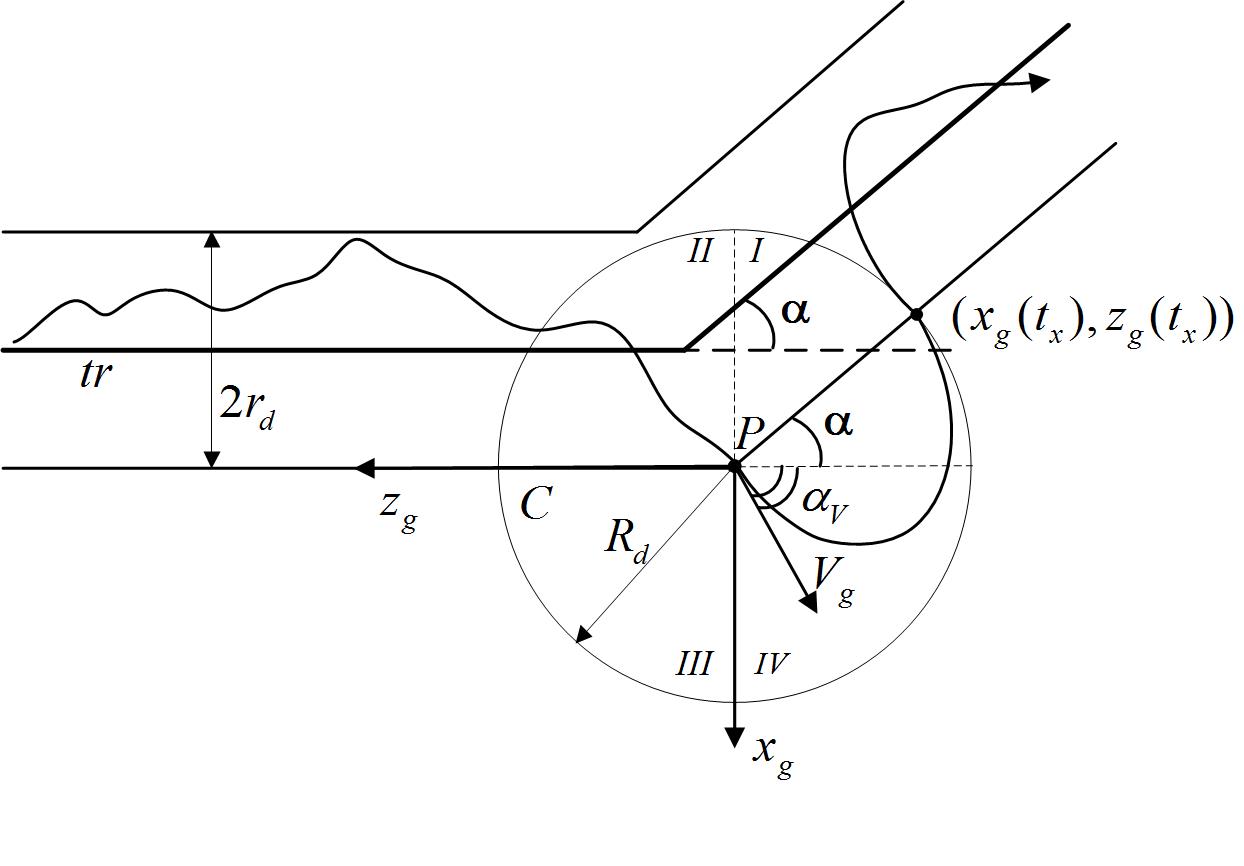 II I
α
(x_g(t_x), z_g(t_x))
tr
2r_d
P
α
z_g
C
α_V
R_d
V_g
III IV
x_g